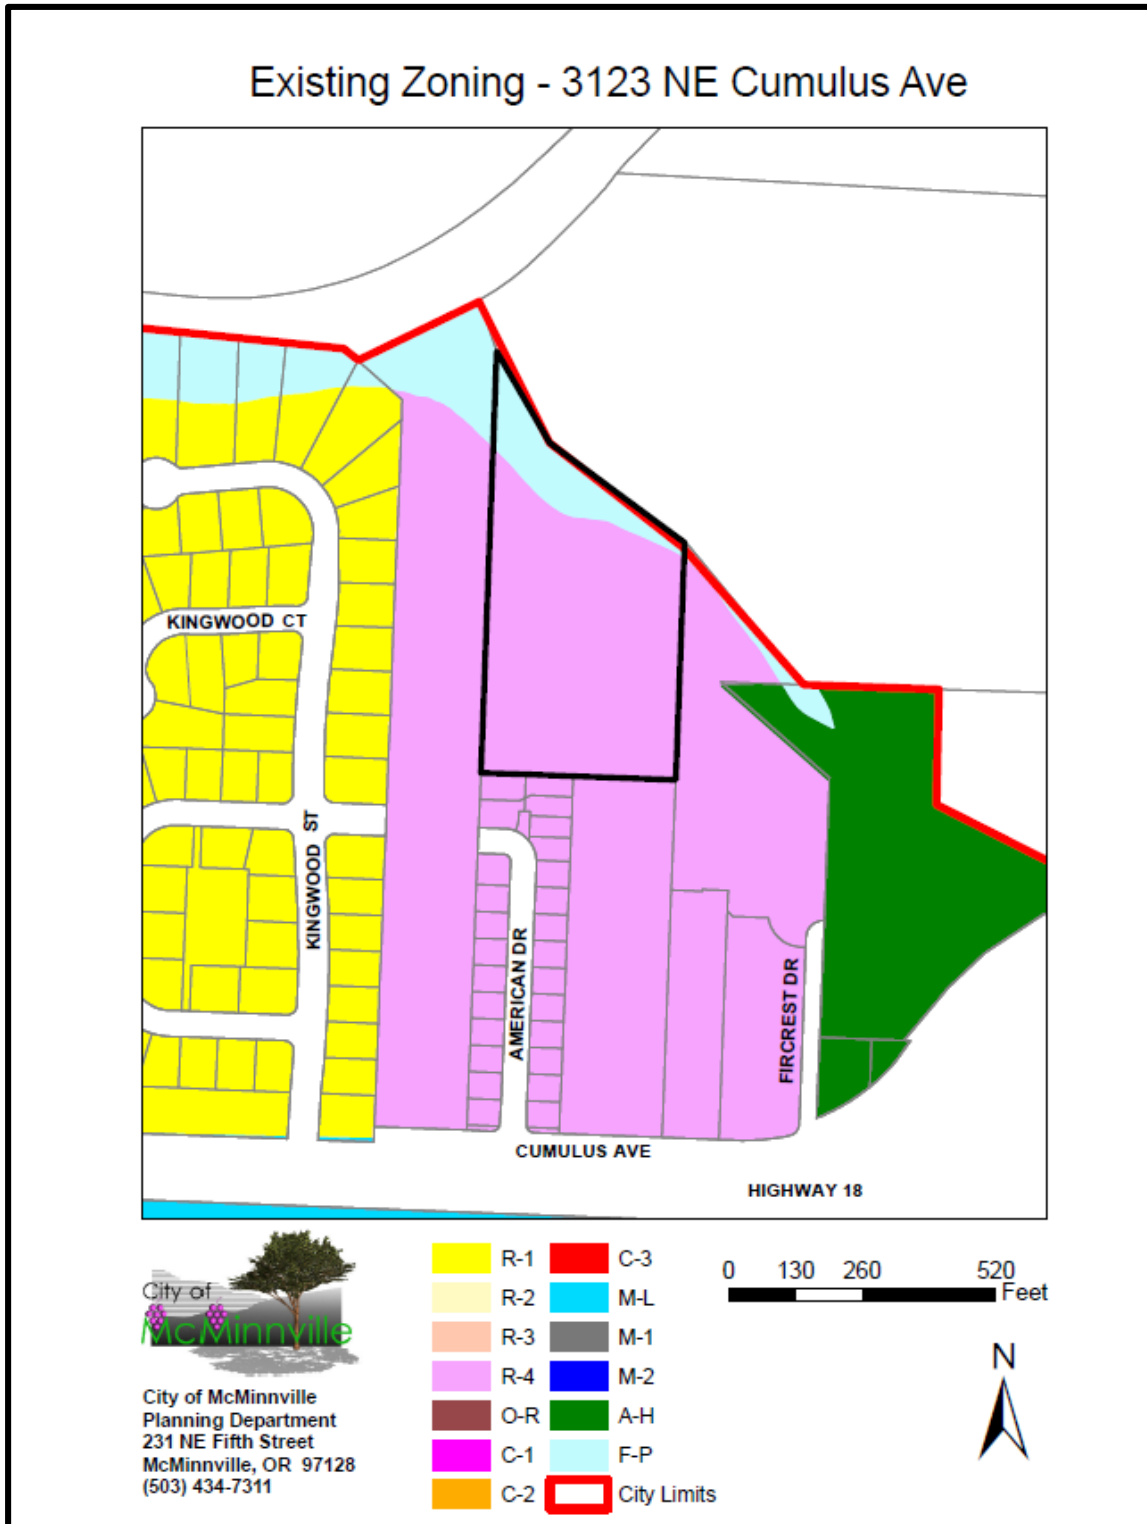 Existing Zoning - 3123 NE Cumulus Ave
KINGWOOD CT
KINGWOOD ST
AMERICAN DR
FIRCREST DR
CUMULUS AVE
HIGHWAY 18
City of
McMinnville
City of McMinnville
Planning Department
231 NE Fifth Street
McMinnville, OR 97128
(503) 434-7311
R-1
R-2
R-3
R-4
O-R
C-1
C-2
C-3
M-L
M-1
M-2
A-H
F-P
City Limits
0 130 260 520
Feet
N